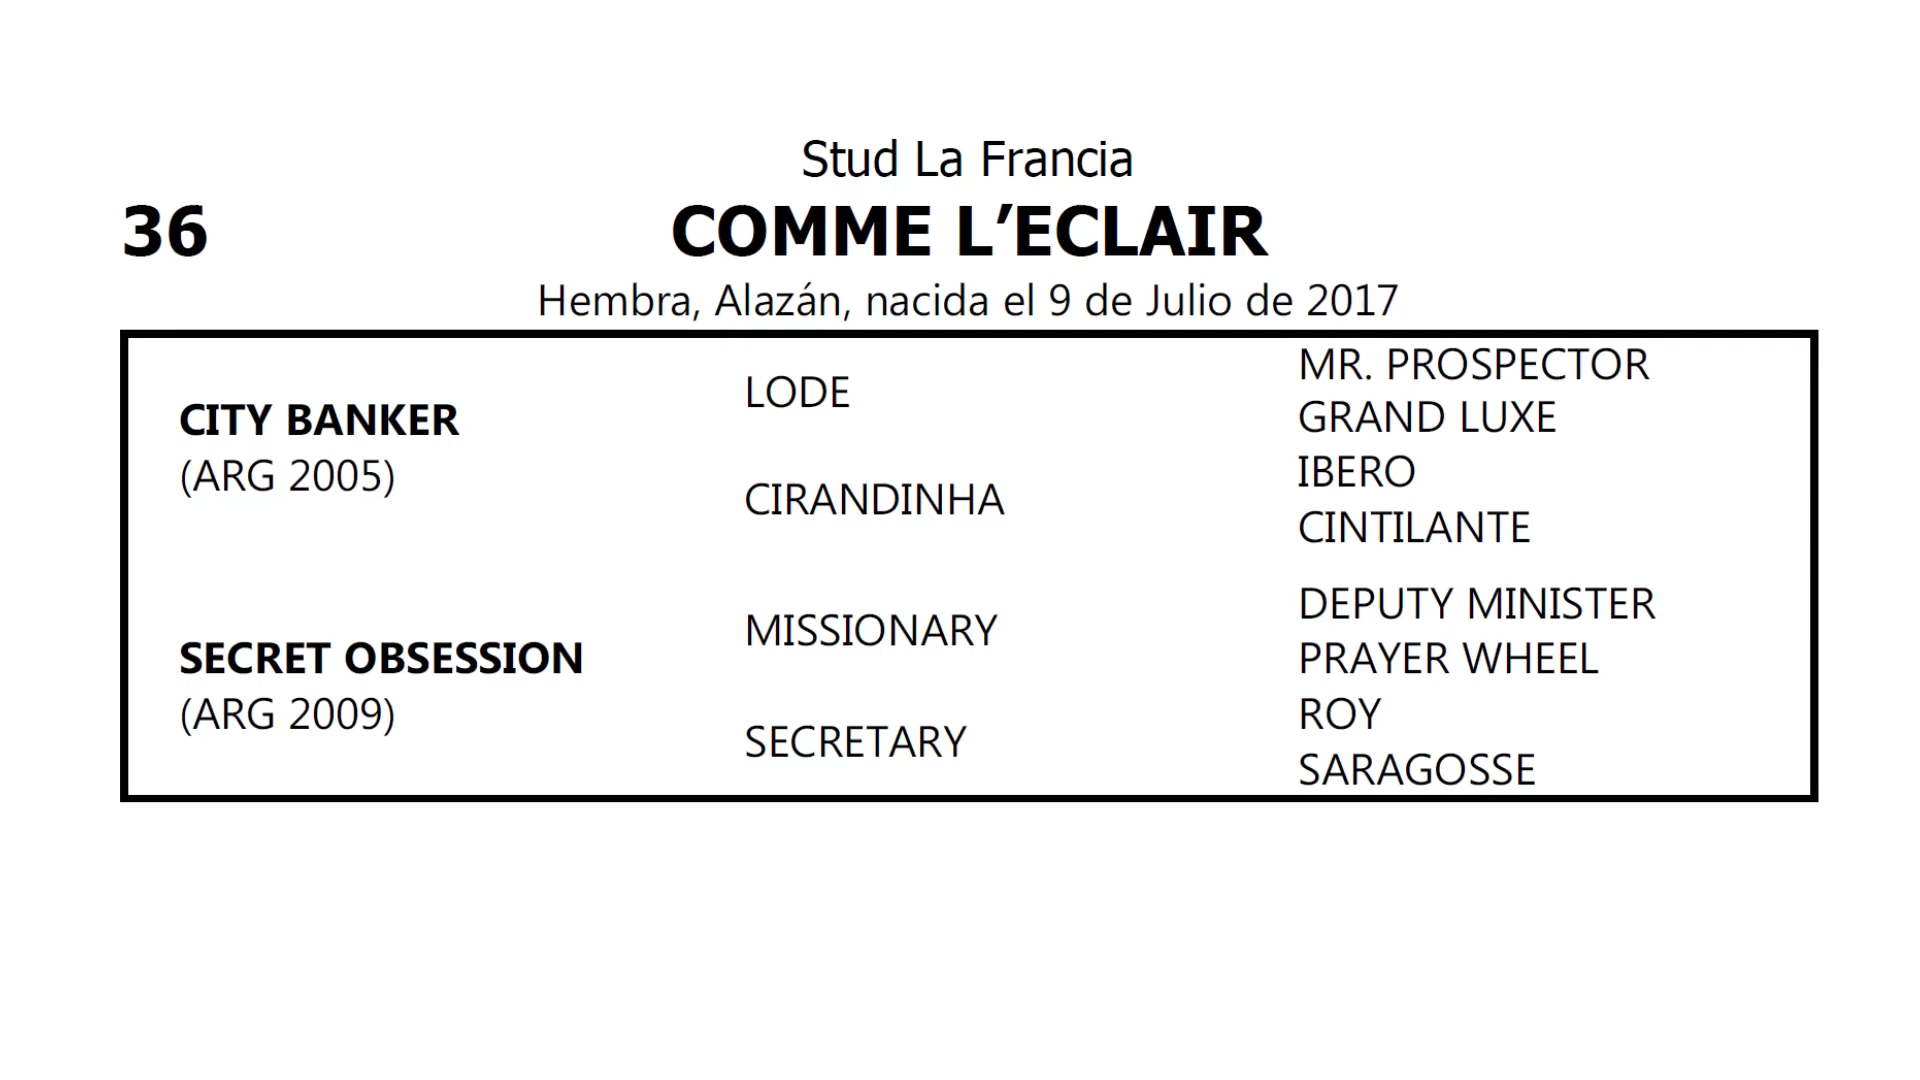 Stud La Francia
36 COMME L’ECLAIR
Hembra, Alazán, nacida el 9 de Julio de 2017
CITY BANKER
(ARG 2005)
LODE
CIRANDINHA
MR. PROSPECTOR
GRAND LUXE
IBERO
CINTILANTE
SECRET OBSESSION
(ARG 2009)
MISSIONARY
SECRETARY
DEPUTY MINISTER
PRAYER WHEEL
ROY
SARAGOSSE